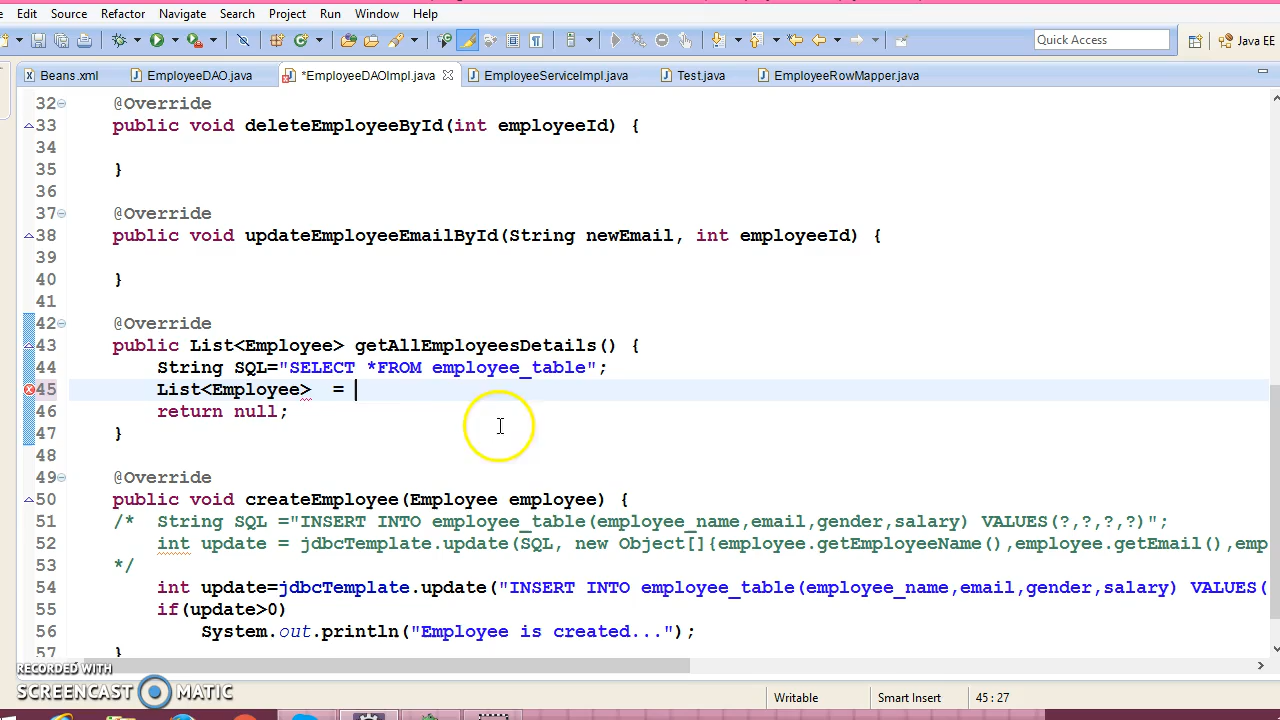 Edit Source Refactor Navigate Search Project Run Window Help
Quick Access Java EE
Beans.xml EmployeeDAO.java *EmployeeDAOImpl.java EmployeeServiceImpl.java Test.java EmployeeRowMapper.java
32 @Override
33 public void deleteEmployeeById(int employeeId) {
34
35 }
36
37 @Override
38 public void updateEmployeeEmailById(String newEmail, int employeeId) {
39
40 }
41
42 @Override
43 public List<Employee> getAllEmployeesDetails() {
44 String SQL="SELECT *FROM employee_table";
45 List<Employee>  =
46 return null;
47 }
48
49 @Override
50 public void createEmployee(Employee employee) {
51 /* String SQL ="INSERT INTO employee_table(employee_name,email,gender,salary) VALUES(?,?,?,?)";
52 int update = jdbcTemplate.update(SQL, new Object[]{employee.getEmployeeName(),employee.getEmail(),emp
53 */
54 int update=jdbcTemplate.update("INSERT INTO employee_table(employee_name,email,gender,salary) VALUES(
55 if(update>0)
56 System.out.println("Employee is created...");
57 }
RECORDED WITH
SCREENCAST MATIC
Writable Smart Insert 45 : 27